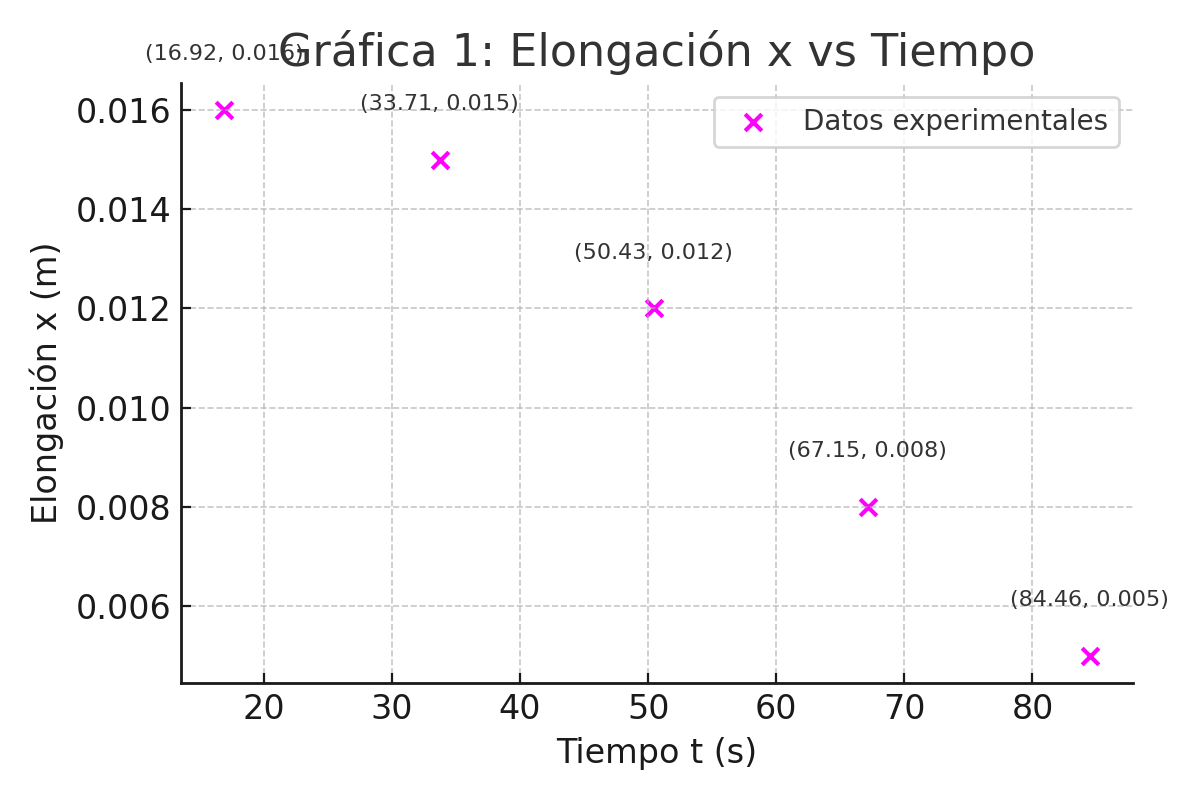 Gráfica 1: Elongación x vs Tiempo
(16.92, 0.016)
(33.71, 0.015)
Datos experimentales
(50.43, 0.012)
(67.15, 0.008)
(84.46, 0.005)
Elongación x (m)
0.016
0.014
0.012
0.010
0.008
0.006
20 30 40 50 60 70 80
Tiempo t (s)